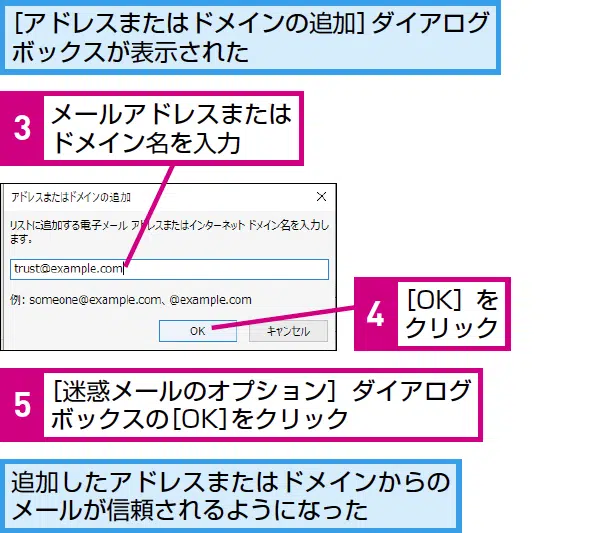 [アドレスまたはドメインの追加]ダイアログ
ボックスが表示された
3 メールアドレスまたは
ドメイン名を入力
アドレスまたはドメインの追加
リストに追加する電子メール アドレスまたはインターネット ドメイン名を入力し
ます。
trust@example.com
例: someone@example.com、@example.com
OK キャンセル
4 [OK]を
クリック
5 [迷惑メールのオプション] ダイアログ
ボックスの[OK]をクリック
追加したアドレスまたはドメインからの
メールが信頼されるようになった